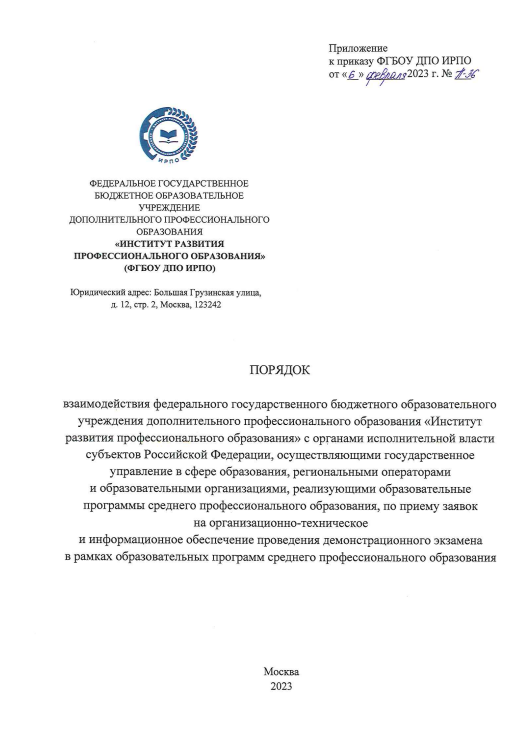 Приложение
к приказу ФГБОУ ДПО ИРПО
от «6» февраля 2023 г. № П-36
ИРПО
ФЕДЕРАЛЬНОЕ ГОСУДАРСТВЕННОЕ
БЮДЖЕТНОЕ ОБРАЗОВАТЕЛЬНОЕ
УЧРЕЖДЕНИЕ
ДОПОЛНИТЕЛЬНОГО ПРОФЕССИОНАЛЬНОГО
ОБРАЗОВАНИЯ
«ИНСТИТУТ РАЗВИТИЯ
ПРОФЕССИОНАЛЬНОГО ОБРАЗОВАНИЯ»
(ФГБОУ ДПО ИРПО)
Юридический адрес: Большая Грузинская улица,
д. 12, стр. 2, Москва, 123242
ПОРЯДОК
взаимодействия федерального государственного бюджетного образовательного
учреждения дополнительного профессионального образования «Институт
развития профессионального образования» с органами исполнительной власти
субъектов Российской Федерации, осуществляющими государственное
управление в сфере образования, региональными операторами
и образовательными организациями, реализующими образовательные
программы среднего профессионального образования, по приему заявок
на организационно-техническое
и информационное обеспечение проведения демонстрационного экзамена
в рамках образовательных программ среднего профессионального образования
Москва
2023